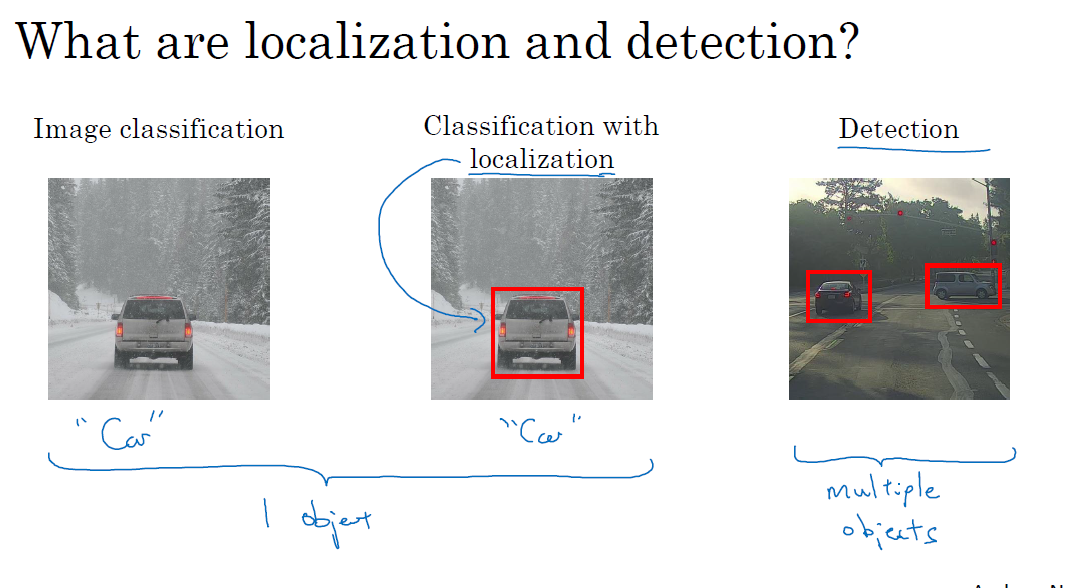 What are localization and detection?
Image classification
Classification with
localization
Detection
"Car"
"Car"
1 object
multiple
objects